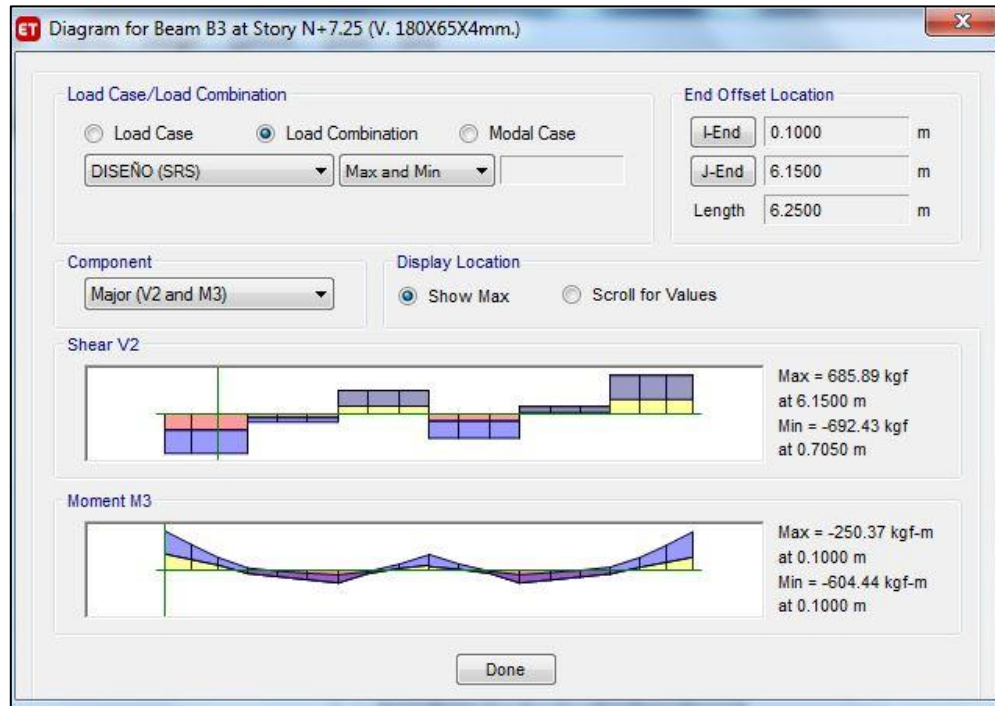 ET Diagram for Beam B3 at Story N+7.25 (V. 180X65X4mm.) X
Load Case/Load Combination
Load Case Load Combination Modal Case
DISEÑO (SRS) Max and Min
End Offset Location
I-End 0.1000 m
J-End 6.1500 m
Length 6.2500 m
Component
Major (V2 and M3)
Display Location
Show Max Scroll for Values
Shear V2
Max = 685.89 kgf
at 6.1500 m
Min = -692.43 kgf
at 0.7050 m
Moment M3
Max = -250.37 kgf-m
at 0.1000 m
Min = -604.44 kgf-m
at 0.1000 m
Done